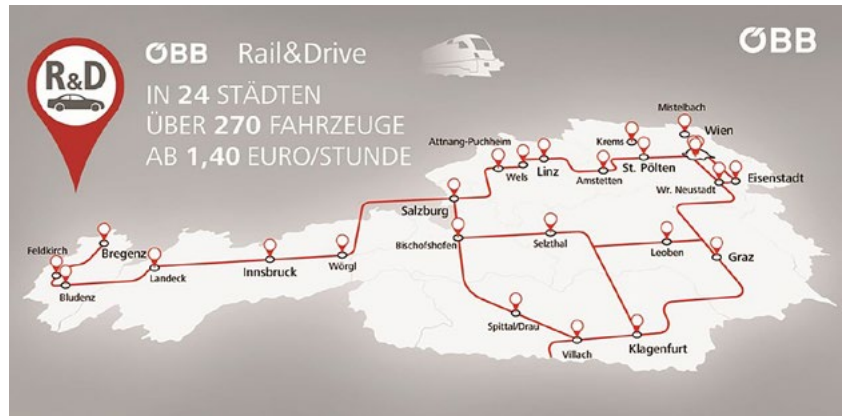 R&D
ÖBB Rail&Drive
IN 24 STÄDTEN
ÜBER 270 FAHRZEUGE
AB 1,40 EURO/STUNDE
ÖBB
Mistelbach
Wien
Krems
Attnang-Puchheim
Linz
Wels
Amstetten
St. Pölten
Wr. Neustadt
Eisenstadt
Salzburg
Bischofshofen
Selzthal
Leoben
Graz
Feldkirch
Bregenz
Bludenz
Landeck
Innsbruck
Wörgl
Spittal/Drau
Villach
Klagenfurt